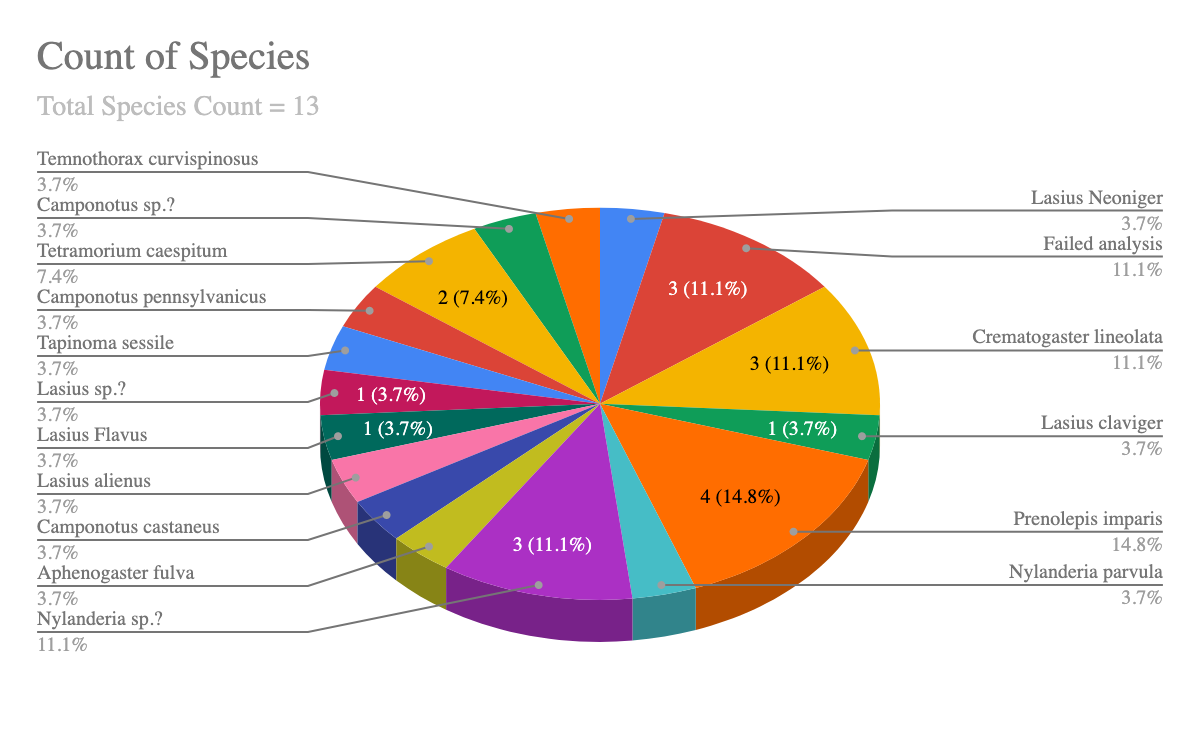 Count of Species
Total Species Count = 13
Temnothorax curvispinosus
3.7%
Camponotus sp.?
3.7%
Tetramorium caespitum
7.4%
Camponotus pennsylvanicus
3.7%
Tapinoma sessile
3.7%
Lasius sp.?
3.7%
Lasius Flavus
3.7%
Lasius alienus
3.7%
Camponotus castaneus
3.7%
Aphenogaster fulva
3.7%
Nylanderia sp.?
11.1%
2 (7.4%)
3 (11.1%)
3 (11.1%)
1 (3.7%)
1 (3.7%)
1 (3.7%)
4 (14.8%)
3 (11.1%)
Lasius Neoniger
3.7%
Failed analysis
11.1%
Crematogaster lineolata
11.1%
Lasius claviger
3.7%
Prenolepis imparis
14.8%
Nylanderia parvula
3.7%